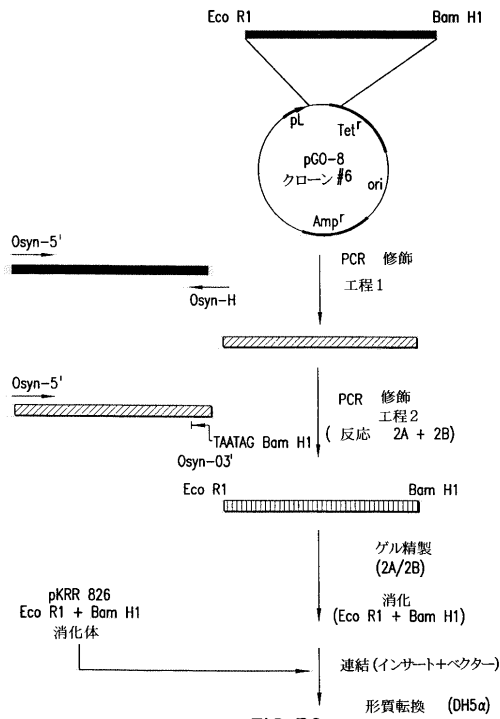 Eco R1
Bam H1
pL
Tetʳ
pGO-8
クローン #6
ori
Ampʳ
Osyn-5'
Osyn-H
PCR 修飾
工程1
Osyn-5'
TAATAG Bam H1
Osyn-03'
PCR 修飾
工程2
( 反応 2A + 2B)
Eco R1
Bam H1
ゲル精製
(2A/2B)
消化
(Eco R1 + Bam H1)
pKRR 826
Eco R1 + Bam H1
消化体
連結(インサート+ベクター)
形質転換 (DH5α)